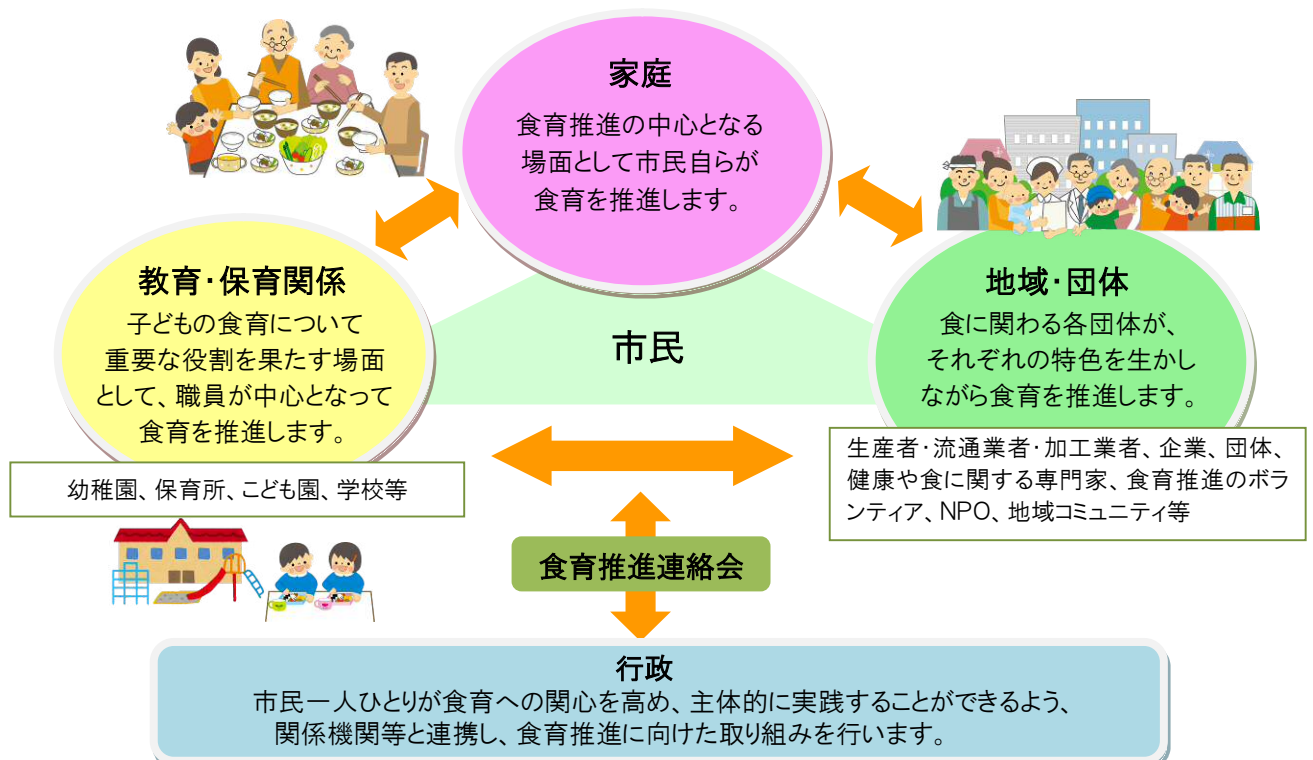 家庭
食育推進の中心となる
場面として市民自らが
食育を推進します。
教育・保育関係
子どもの食育について
重要な役割を果たす場面
として、職員が中心となって
食育を推進します。
幼稚園、保育所、こども園、学校等
市民
地域・団体
食に関わる各団体が、
それぞれの特色を生かし
ながら食育を推進します。
生産者・流通業者・加工業者、企業、団体、
健康や食に関する専門家、食育推進のボラ
ンティア、NPO、地域コミュニティ等
食育推進連絡会
行政
市民一人ひとりが食育への関心を高め、主体的に実践することができるよう、
関係機関等と連携し、食育推進に向けた取り組みを行います。